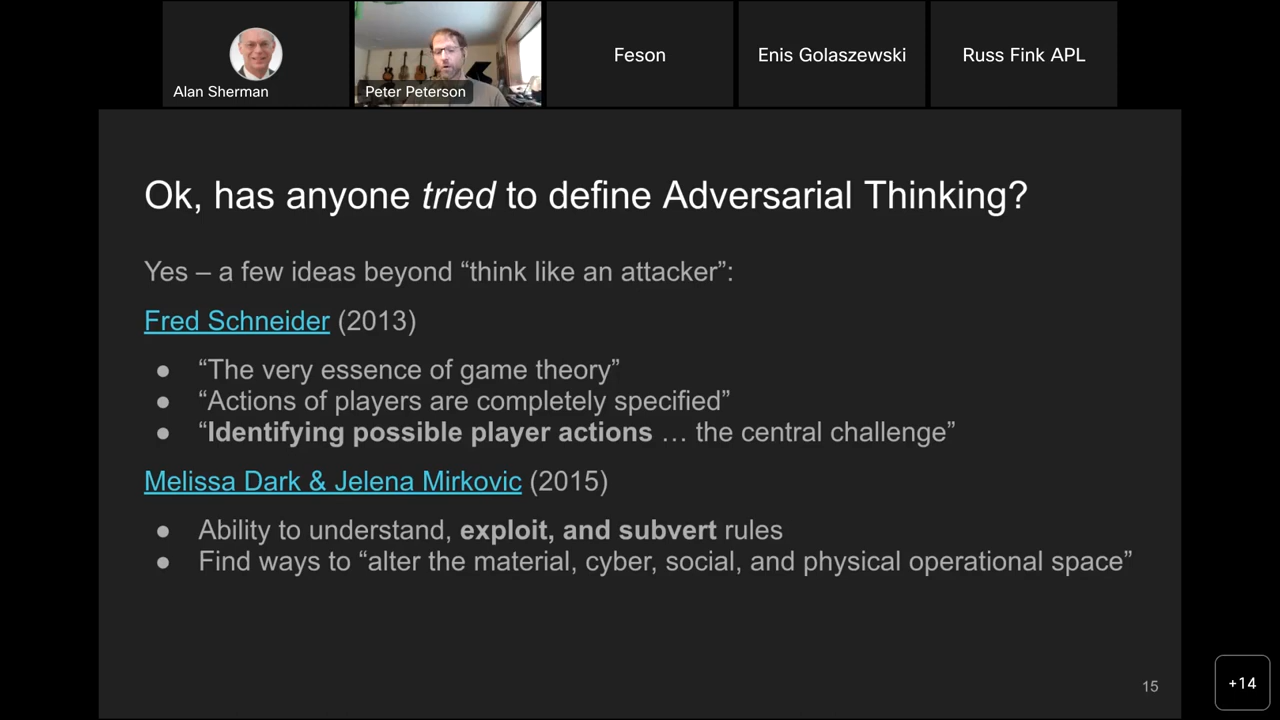 Alan Sherman
Peter Peterson
Feson
Enis Golaszewski
Russ Fink APL
Ok, has anyone tried to define Adversarial Thinking?
Yes – a few ideas beyond “think like an attacker”:
Fred Schneider (2013)
● “The very essence of game theory”
● “Actions of players are completely specified”
● “Identifying possible player actions … the central challenge”
Melissa Dark & Jelena Mirkovic (2015)
● Ability to understand, exploit, and subvert rules
● Find ways to “alter the material, cyber, social, and physical operational space”
15
+14